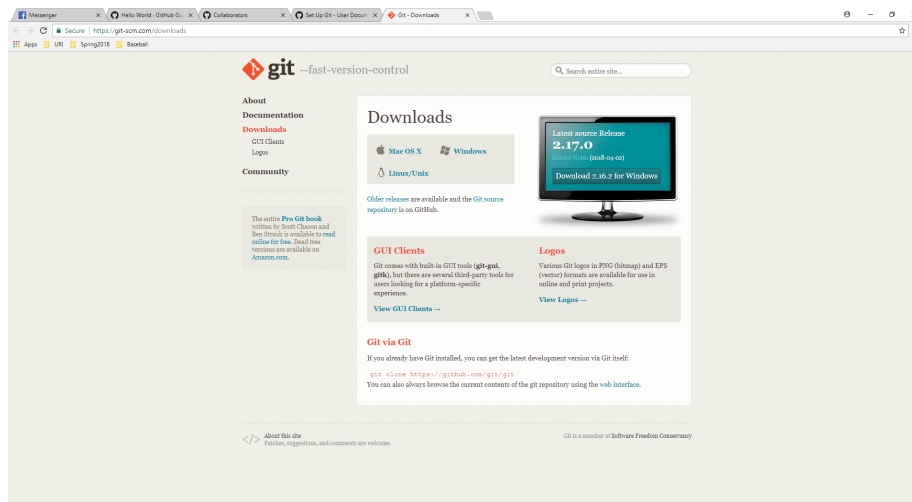 Messenger
Hello World · GitHub Gui
Collaborators
Set Up Git - User Docum
Git - Downloads
Secure
https://git-scm.com/downloads
Apps
URI
Spring2018
Baseball
git --fast-version-control
Search entire site...
About
Documentation
Downloads
GUI Clients
Logos
Community
The entire Pro Git book
written by Scott Chacon and
Ben Straub is available to read
online for free. Dead tree
versions are available on
Amazon.com.
Downloads
Mac OS X
Windows
Linux/Unix
Older releases are available and the Git source
repository is on GitHub.
Latest source Release
2.17.0
Release Notes (2018-04-02)
Download 2.16.2 for Windows
GUI Clients
Git comes with built-in GUI tools (git-gui,
gitk), but there are several third-party tools for
users looking for a platform-specific
experience.
View GUI Clients →
Logos
Various Git logos in PNG (bitmap) and EPS
(vector) formats are available for use in
online and print projects.
View Logos →
Git via Git
If you already have Git installed, you can get the latest development version via Git itself:
git clone https://github.com/git/git
You can also always browse the current contents of the git repository using the web interface.
</> About this site
Patches, suggestions, and comments are welcome.
Git is a member of Software Freedom Conservancy